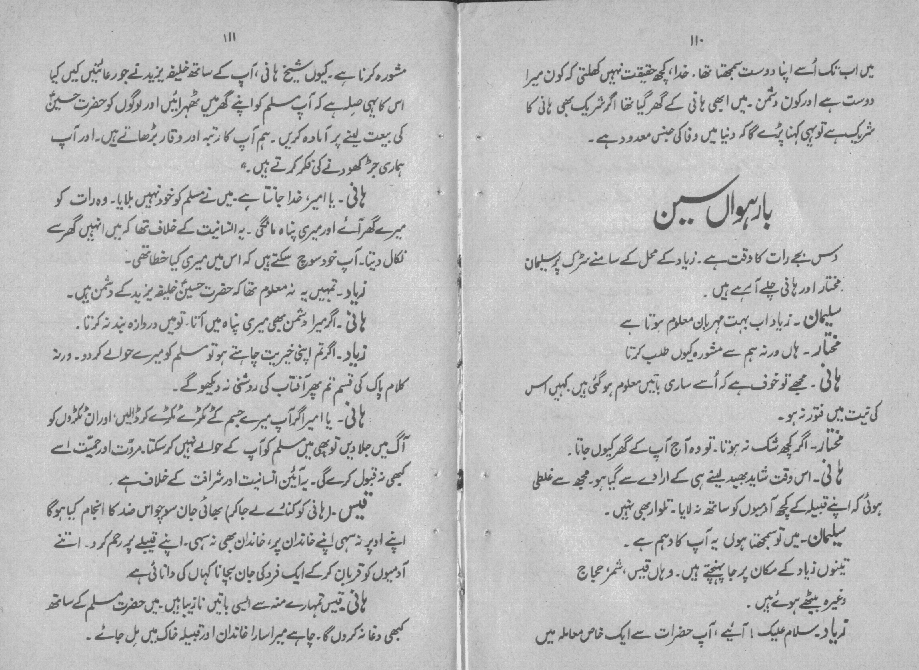 ۱۱۰
میں اب تک اُسے اپنا دوست سمجھتا تھا۔ خدا، کچھ حقیقت نہیں کھلتی کہ کون میرا
دوست ہے اور کون دشمن۔ میں ابھی ہانی کے گھر گیا تھا اگر شریک بھی ہانی کا
شریک ہے تو یہی کہنا پڑے گا کہ دنیا میں وفا کی جنس معدود ہے۔
بارہواں سین
دس بجے رات کا وقت ہے۔ زیاد کے محل کے سامنے سڑک پر سلیمان
مختار اور ہانی چلے آ رہے ہیں۔
سلیمان۔ زیاد اب بہت مہربان معلوم ہوتا ہے
مختار۔ ہاں ورنہ ہم سے مشورہ کیوں طلب کرتا
ہانی۔ مجھے تو خوف ہے کہ اُسے ساری باتیں معلوم ہو گئی ہیں کہیں اس
کی نیت میں فتور نہ ہو۔
مختار۔ اگر کچھ شک نہ ہوتا۔ تو وہ آج آپ کے گھر کیوں جاتا۔
ہانی۔ اس وقت شاید بھید لینے ہی کے ارادے سے گیا ہو۔ مجھ سے غلطی
ہوئی کہ اپنے قبیلہ کے کچھ آدمیوں کو ساتھ نہ لایا۔ تلوار بھی نہیں۔
سلیمان۔ میں تو سمجھتا ہوں یہ آپ کا وہم ہے۔
تینوں زیاد کے مکان پر جا پہنچتے ہیں۔ وہاں قیس، شمر، حجاج
وغیرہ بیٹھے ہوئے ہیں۔
زیاد۔ سلام علیک! آئیے، آپ حضرات سے ایک خاص معاملہ میں
۱۱۱
مشورہ کرنا ہے۔ کیوں شیخ ہانی، آپ کے ساتھ خلیفہ یزید نے جو رعائتیں کیں کیا
اس کا یہی صلہ ہے کہ آپ مسلم کو اپنے گھر میں ٹھہرائیں اور لوگوں کو حضرت حسینؑ
کی بیعت لینے پر آمادہ کریں۔ ہم آپ کا رتبہ اور وقار بڑھاتے ہیں۔ اور آپ
ہماری جڑ کھودنے کی فکر کرتے ہیں۔
ہانی۔ یا امیر، خدا جانتا ہے۔ میں نے مسلم کو خود نہیں بلایا۔ وہ رات کو
میرے گھر آئے اور میری پناہ مانگی۔ یہ انسانیت کے خلاف تھا کہ میں انہیں گھر سے
نکال دیتا۔ آپ خود سوچ سکتے ہیں کہ اس میں میری کیا خطا تھی۔
زیاد۔ تمہیں یہ نہ معلوم تھا کہ حضرت حسینؑ خلیفہ یزید کے دشمن ہیں۔
ہانی۔ اگر میرا دشمن بھی میری پناہ میں آتا۔ تو میں دروازہ بند نہ کرتا۔
زیاد۔ اگر تم اپنی خیریت چاہتے ہو تو مسلم کو میرے حوالے کر دو۔ ورنہ
کلام پاک کی قسم تم پھر آفتاب کی روشنی نہ دیکھو گے۔
ہانی۔ یا امیر اگر آپ میرے جسم کے ٹکڑے ٹکڑے کر ڈالیں، اور ان ٹکڑوں کو
آگ میں جلا دیں تو بھی میں مسلم کو آپ کے حوالے نہیں کر سکتا۔ مروّت اور حمیّت اسے
کبھی نہ قبول کرے گی۔ یہ آئین انسانیت اور شرافت کے خلاف ہے۔
قیس۔ (ہانی کو کنارے لے جا کر) بھائی جان سوچو اس ضد کا انجام کیا ہو گا
اپنے اوپر نہ سہی اپنے خاندان پر، خاندان بھی نہ سہی۔ اپنے قبیلے پر رحم کرو۔ اتنے
آدمیوں کو قربان کر کے ایک فرد کی جان بچانا کہاں کی دانائی ہے
ہانی۔ قیس تمہارے منہ سے ایسی باتیں نازیبا ہیں۔ میں حضرت مسلم کے ساتھ
کبھی دغا نہ کروں گا۔ چاہے میرا سارا خاندان اور قبیلہ خاک میں مل جائے۔